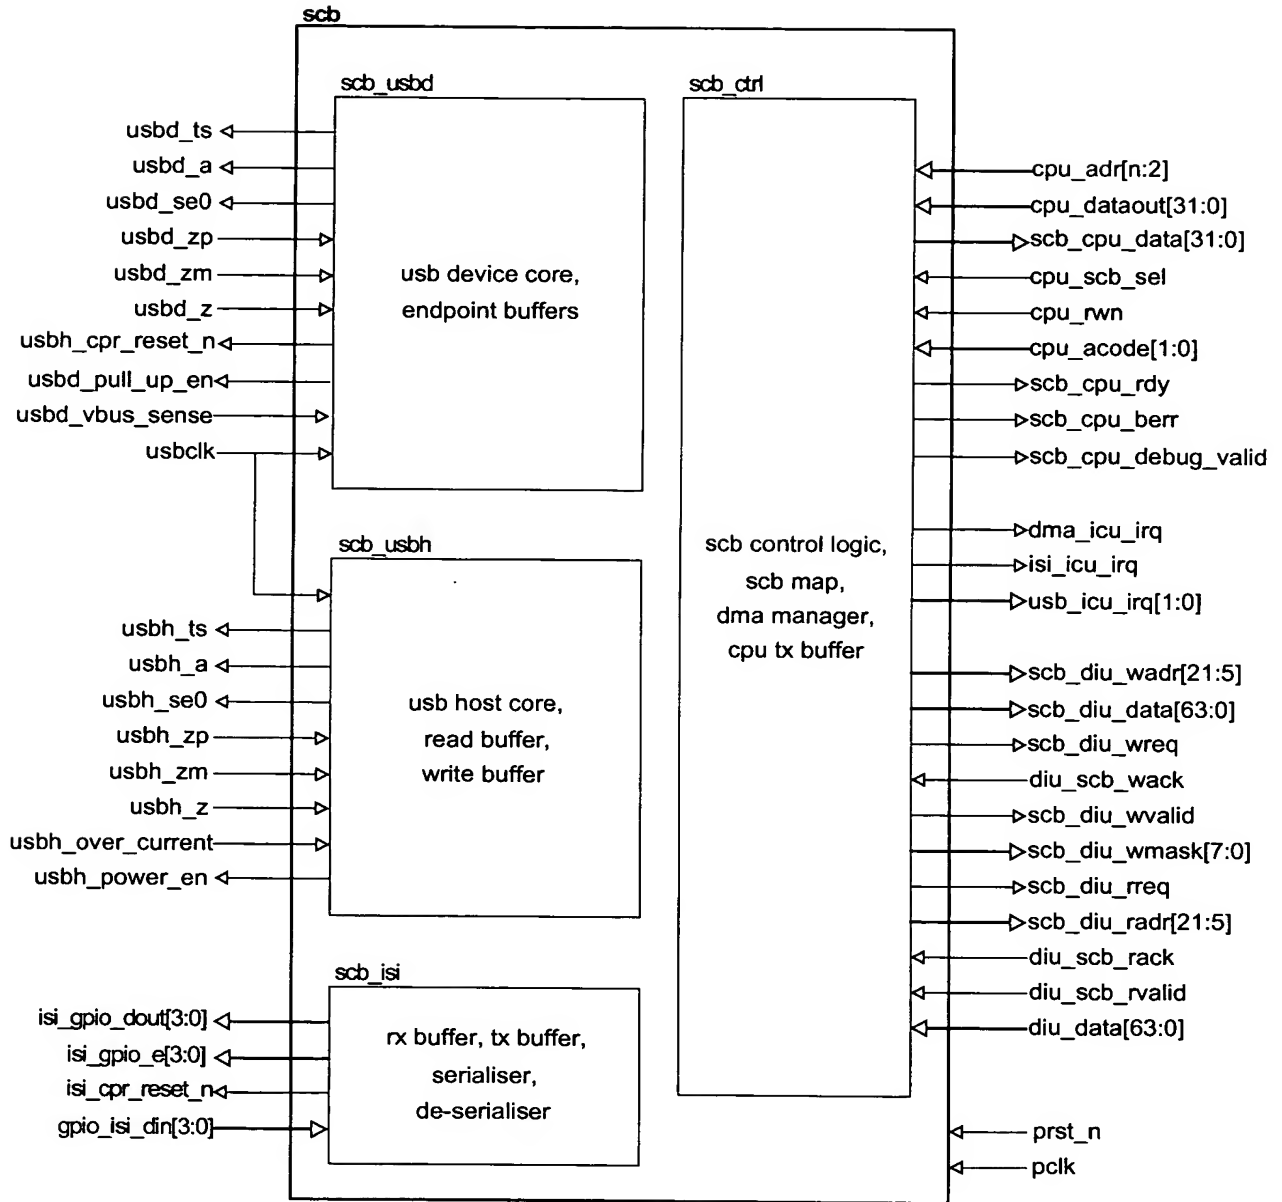 scb
scb_usbd
scb_ctrl
usbd_ts
usbd_a
usbd_se0
usbd_zp
usbd_zm
usbd_z
usbh_cpr_reset_n
usbd_pull_up_en
usbd_vbus_sense
usbclk
usb device core,
endpoint buffers
scb_usbh
usbh_ts
usbh_a
usbh_se0
usbh_zp
usbh_zm
usbh_z
usbh_over_current
usbh_power_en
usb host core,
read buffer,
write buffer
scb_isi
isi_gpio_dout[3:0]
isi_gpio_e[3:0]
isi_cpr_reset_n
gpio_isi_din[3:0]
rx buffer, tx buffer,
serialiser,
de-serialiser
scb control logic,
scb map,
dma manager,
cpu tx buffer
cpu_adr[n:2]
cpu_dataout[31:0]
scb_cpu_data[31:0]
cpu_scb_sel
cpu_rwn
cpu_acode[1:0]
scb_cpu_rdy
scb_cpu_berr
scb_cpu_debug_valid
dma_icu_irq
isi_icu_irq
usb_icu_irq[1:0]
scb_diu_wadr[21:5]
scb_diu_data[63:0]
scb_diu_wreq
diu_scb_wack
scb_diu_wvalid
scb_diu_wmask[7:0]
scb_diu_rreq
scb_diu_radr[21:5]
diu_scb_rack
diu_scb_rvalid
diu_data[63:0]
prst_n
pclk